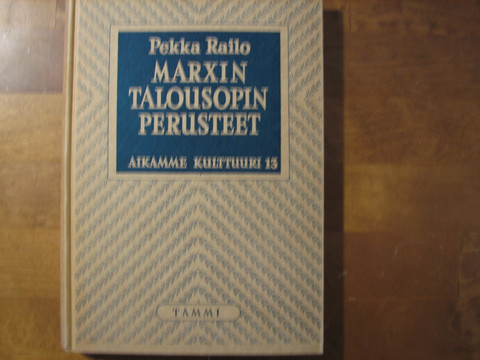 Pekka Railo
MARXIN
TALOUSOPIN
PERUSTEET
AIKAMME KULTTUURI 13
TAMMI